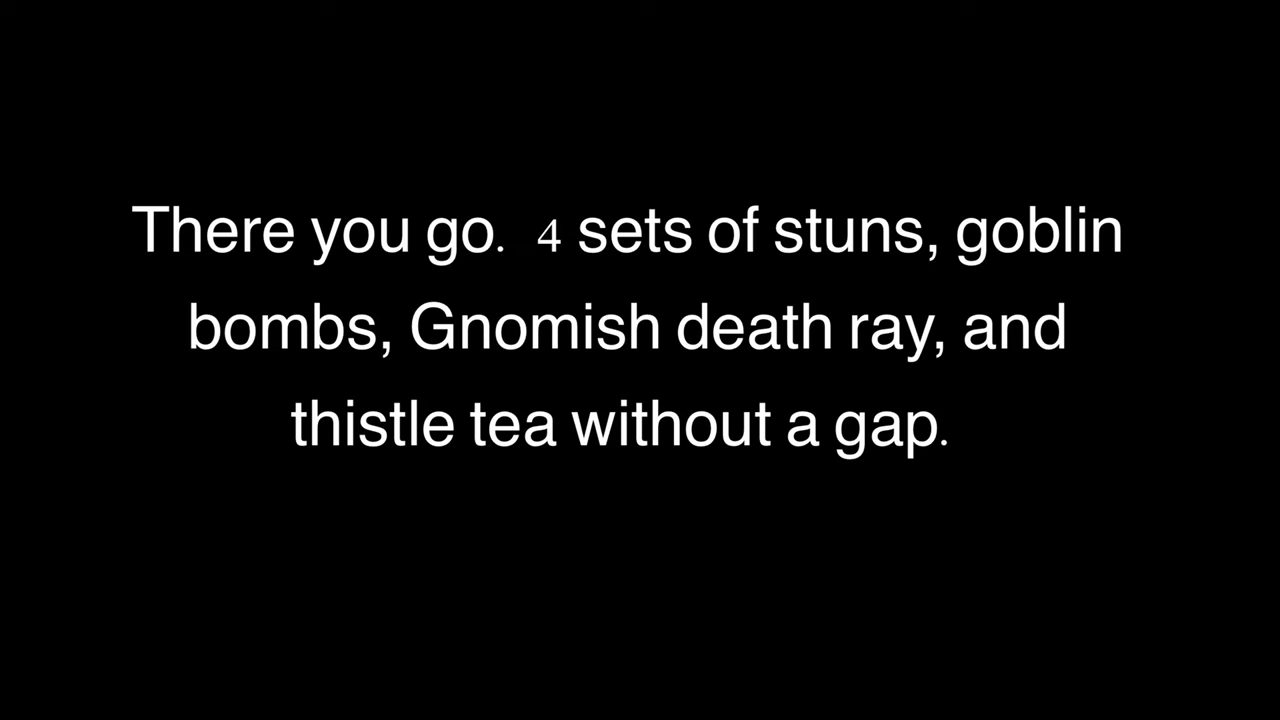 There you go.  4 sets of stuns, goblin
bombs, Gnomish death ray, and
thistle tea without a gap.